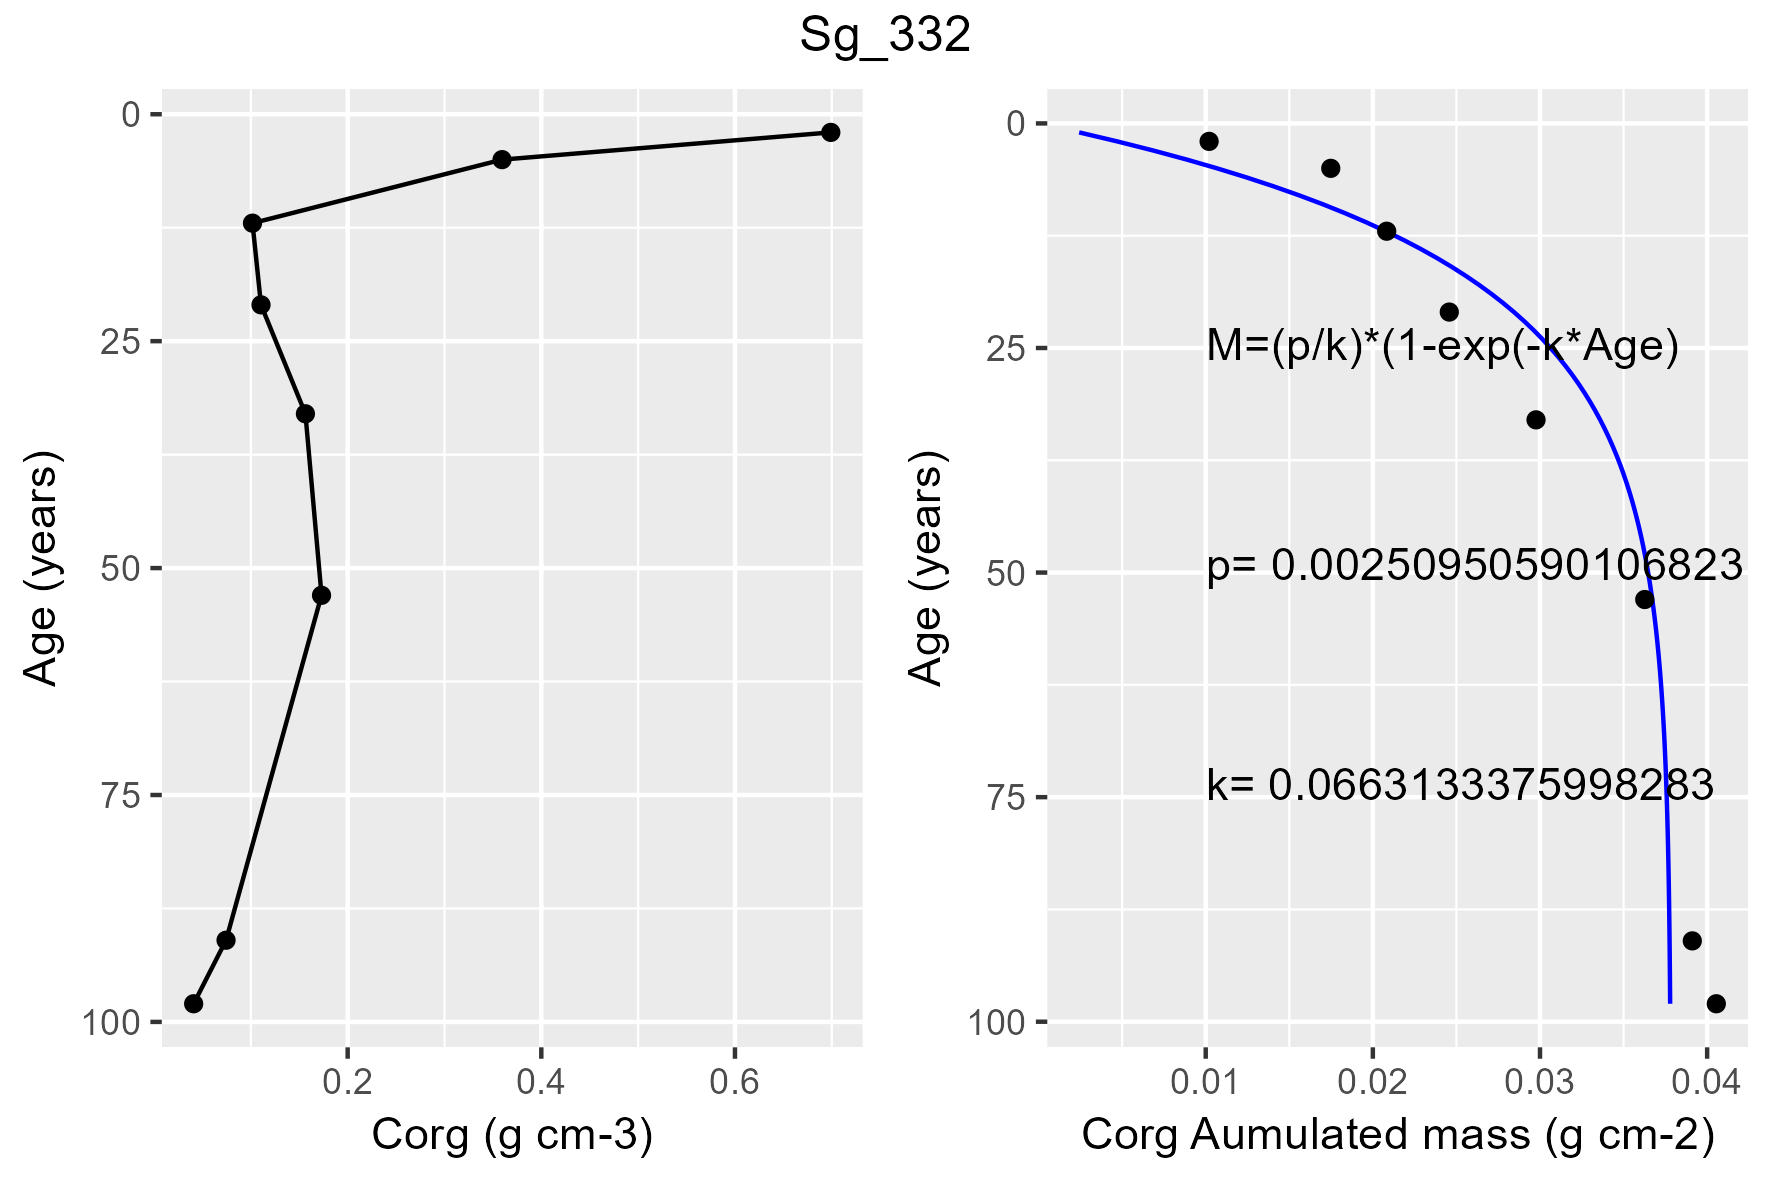 Sg_332
0
25
50
75
100
Age (years)
0.2
0.4
0.6
Corg (g cm-3)
0
25
50
75
100
Age (years)
M=(p/k)*(1-exp(-k*Age)
p= 0.00250950590106823
k= 0.0663133375998283
0.01
0.02
0.03
0.04
Corg Aumulated mass (g cm-2)